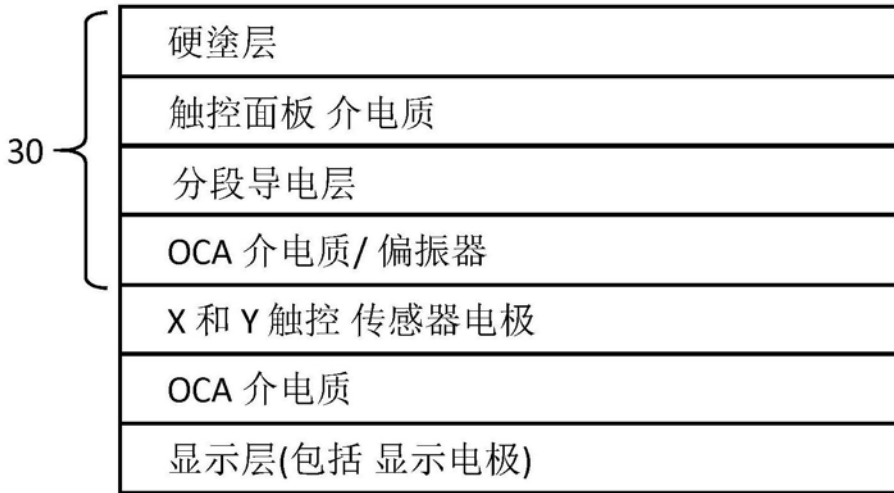 硬涂层
触控面板 介电质
30
分段导电层
OCA 介电质/ 偏振器
X 和 Y 触控 传感器电极
OCA 介电质
显示层(包括 显示电极)